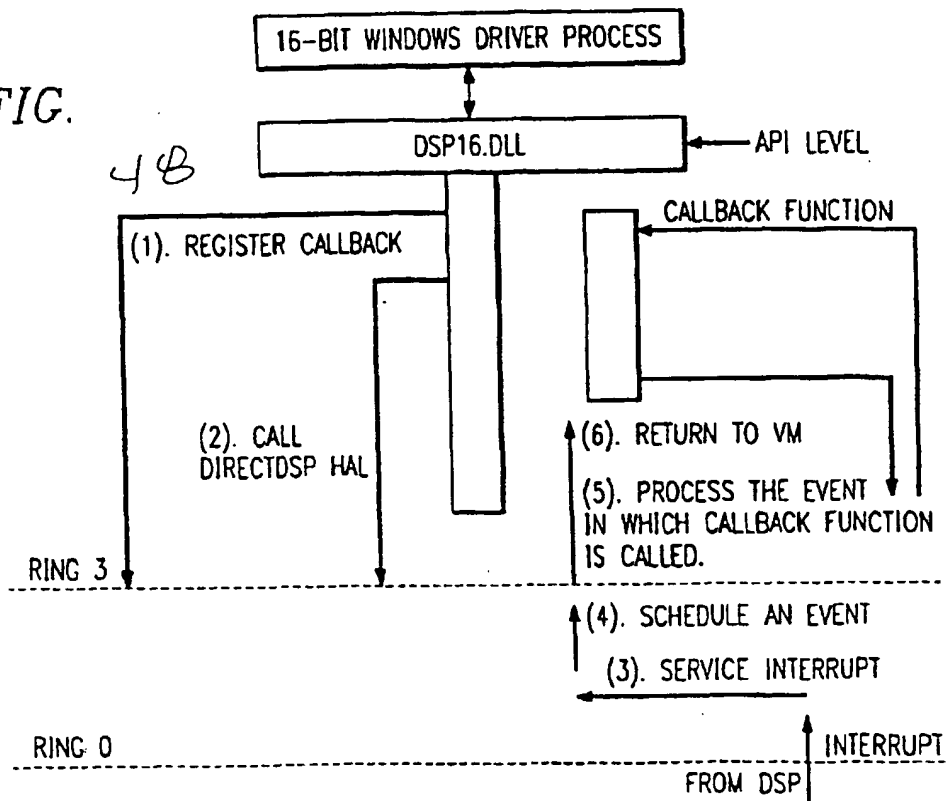 16-BIT WINDOWS DRIVER PROCESS
FIG.
48
DSP16.DLL
API LEVEL
CALLBACK FUNCTION
(1). REGISTER CALLBACK
(2). CALL
DIRECTDSP HAL
(6). RETURN TO VM
(5). PROCESS THE EVENT
IN WHICH CALLBACK FUNCTION
IS CALLED.
RING 3
(4). SCHEDULE AN EVENT
(3). SERVICE INTERRUPT
RING 0
INTERRUPT
FROM DSP